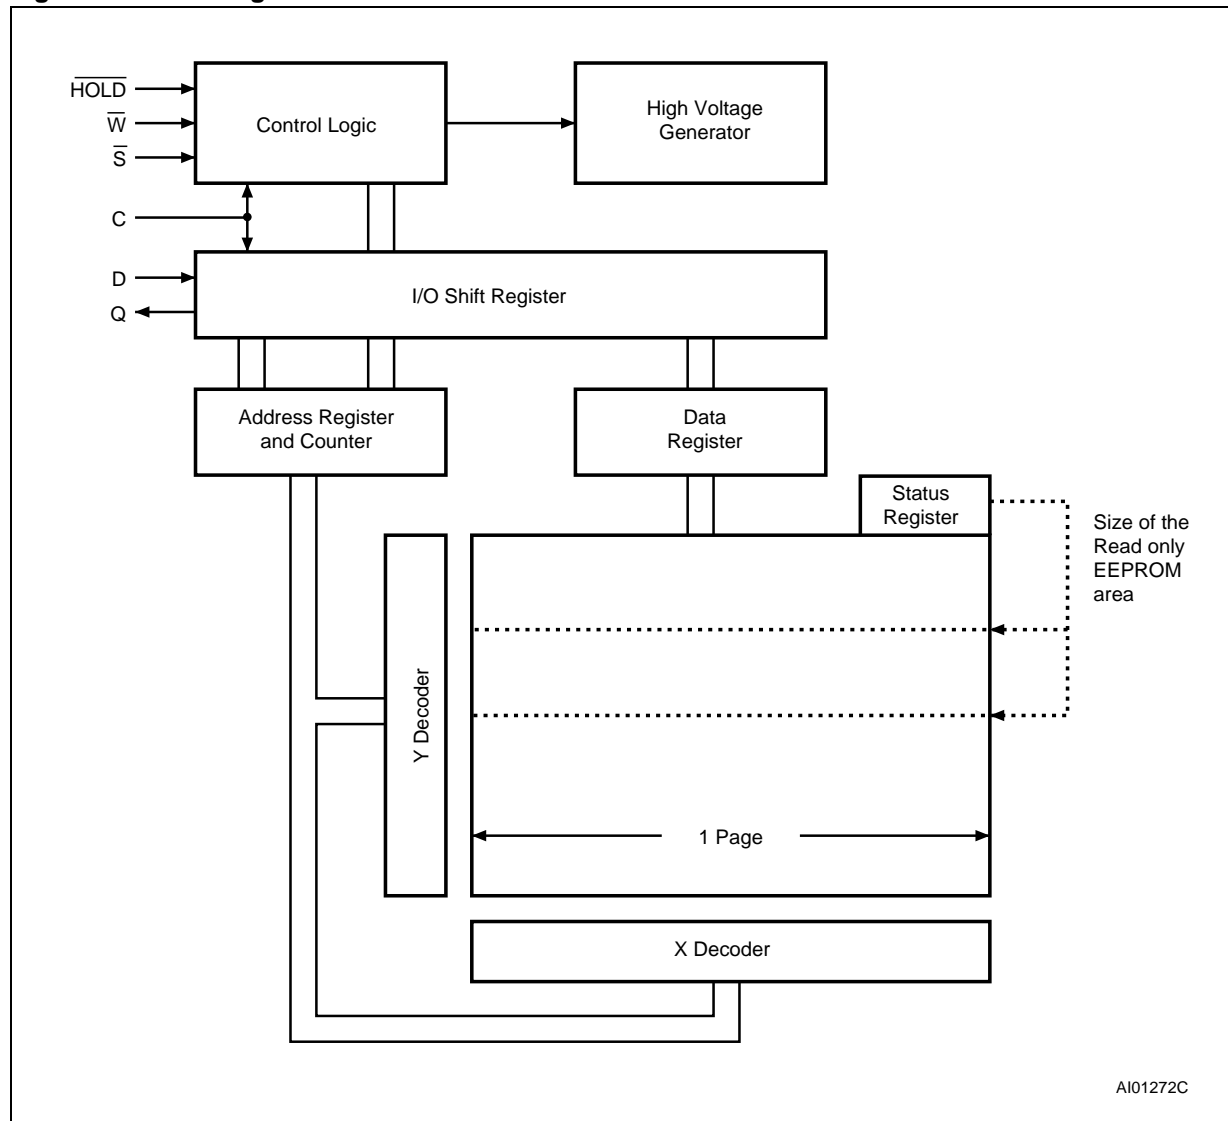 HOLD
W
S
C
D
Q
Control Logic
High Voltage
Generator
I/O Shift Register
Address Register
and Counter
Data
Register
Status
Register
Size of the
Read only
EEPROM
area
Y Decoder
1 Page
X Decoder
AI01272C